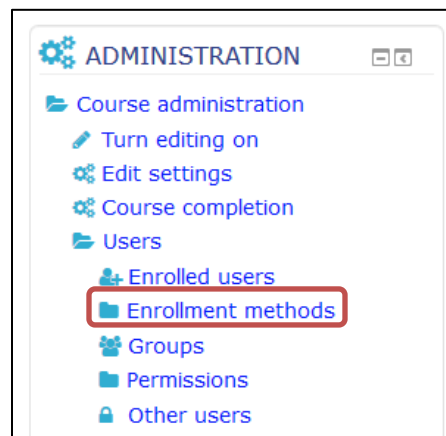 ADMINISTRATION
Course administration
Turn editing on
Edit settings
Course completion
Users
Enrolled users
Enrollment methods
Groups
Permissions
Other users